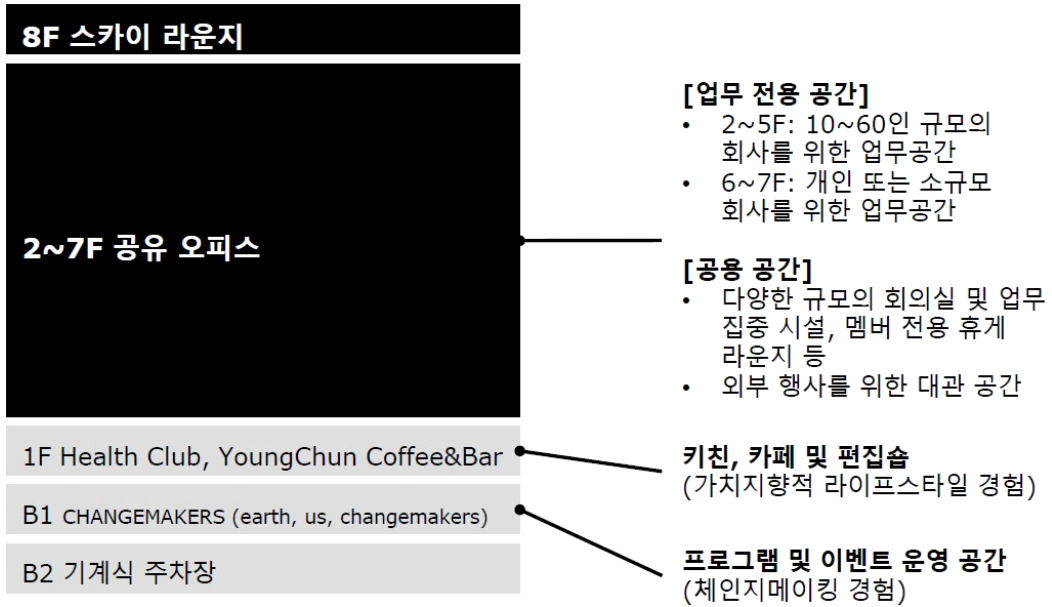 8F 스카이 라운지
2~7F 공유 오피스
[업무 전용 공간]
• 2~5F: 10~60인 규모의
회사를 위한 업무공간
• 6~7F: 개인 또는 소규모
회사를 위한 업무공간
[공용 공간]
• 다양한 규모의 회의실 및 업무
집중 시설, 멤버 전용 휴게
라운지 등
• 외부 행사를 위한 대관 공간
1F Health Club, YoungChun Coffee&Bar
키친, 카페 및 편집숍
(가치지향적 라이프스타일 경험)
B1 CHANGEMAKERS (earth, us, changemakers)
프로그램 및 이벤트 운영 공간
(체인지메이킹 경험)
B2 기계식 주차장